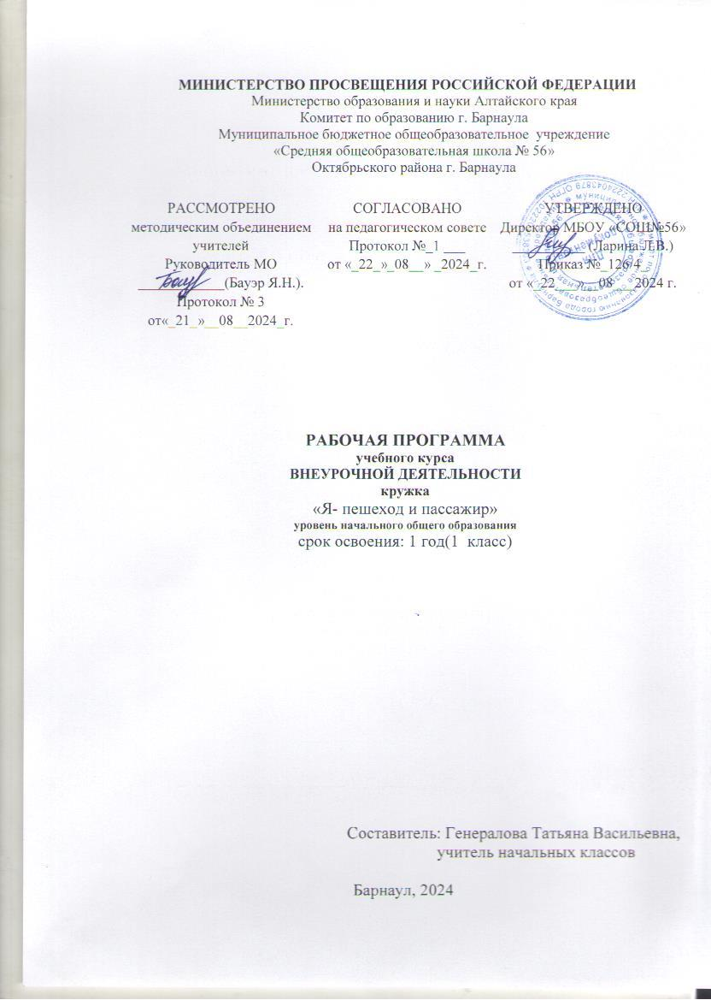 МИНИСТЕРСТВО ПРОСВЕЩЕНИЯ РОССИЙСКОЙ ФЕДЕРАЦИИ
Министерство образования и науки Алтайского края
Комитет по образованию г. Барнаула
Муниципальное бюджетное общеобразовательное учреждение
«Средняя общеобразовательная школа № 56»
Октябрьского района г. Барнаула
РАССМОТРЕНО
методическим объединением
учителей
Руководитель МО
____________(Бауэр Я.Н.).
Протокол № 3
от«_21_»__08__2024_г.
СОГЛАСОВАНО
на педагогическом совете
Протокол №_1 ___
от «_22_»_08__» _2024_г.
УТВЕРЖДЕНО
Директор МБОУ «СОШ№56»
__________ (Ларина Л.В.)
Приказ №_126/4_
от «_22___»__08___2024 г.
РАБОЧАЯ ПРОГРАММА
учебного курса
ВНЕУРОЧНОЙ ДЕЯТЕЛЬНОСТИ
кружка
«Я- пешеход и пассажир»
уровень начального общего образования
срок освоения: 1 год(1 класс)
Составитель: Генералова Татьяна Васильевна,
учитель начальных классов
Барнаул, 2024